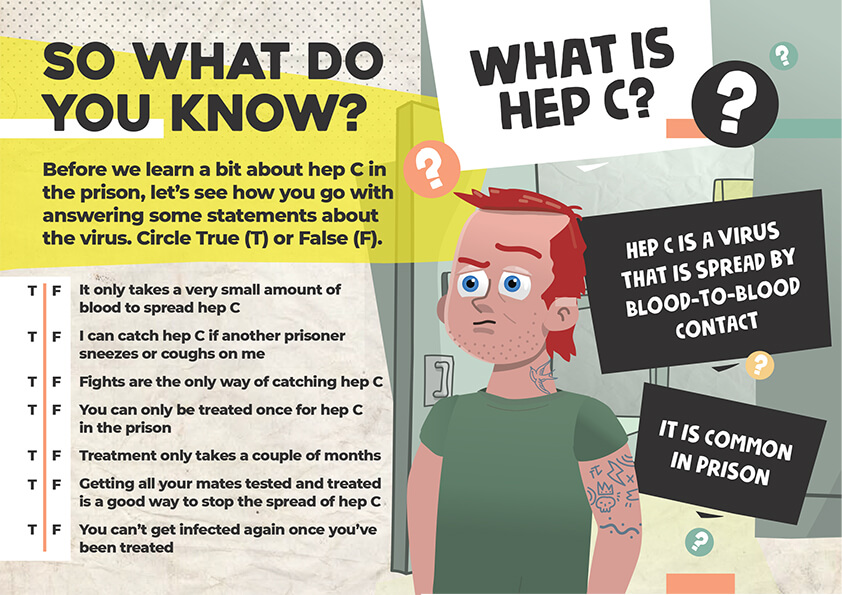 SO WHAT DO
YOU KNOW?
Before we learn a bit about hep C in
the prison, let's see how you go with
answering some statements about
the virus. Circle True (T) or False (F).
T F It only takes a very small amount of
blood to spread hep C
T F I can catch hep C if another prisoner
sneezes or coughs on me
T F Fights are the only way of catching hep C
T F You can only be treated once for hep C
in the prison
T F Treatment only takes a couple of months
T F Getting all your mates tested and treated
is a good way to stop the spread of hep C
T F You can't get infected again once you've
been treated
WHAT IS
HEP C?
?
?
?
HEP C IS A VIRUS
THAT IS SPREAD BY
BLOOD-TO-BLOOD
CONTACT
?
IT IS COMMON
IN PRISON
?